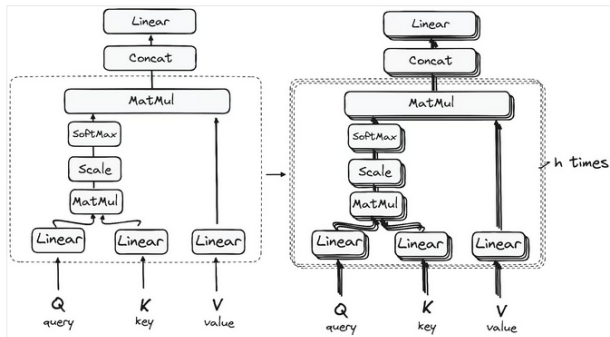 Linear
Concat
MatMul
SoftMax
Scale
MatMul
Linear
Linear
Linear
Q
K
V
query
key
value
Linear
Concat
MatMul
SoftMax
Scale
MatMul
Linear
Linear
Linear
h times
Q
K
V
query
key
value